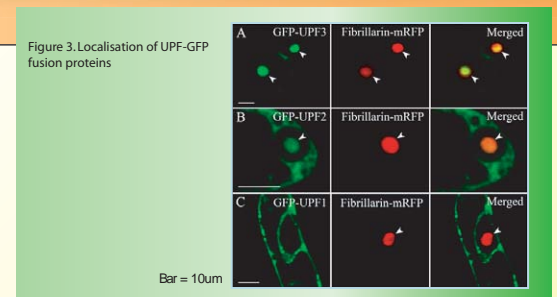 Figure 3. Localisation of UPF-GFP
fusion proteins
A GFP-UPF3 Fibrillarin-mRFP Merged
B GFP-UPF2 Fibrillarin-mRFP Merged
C GFP-UPF1 Fibrillarin-mRFP Merged
Bar = 10um